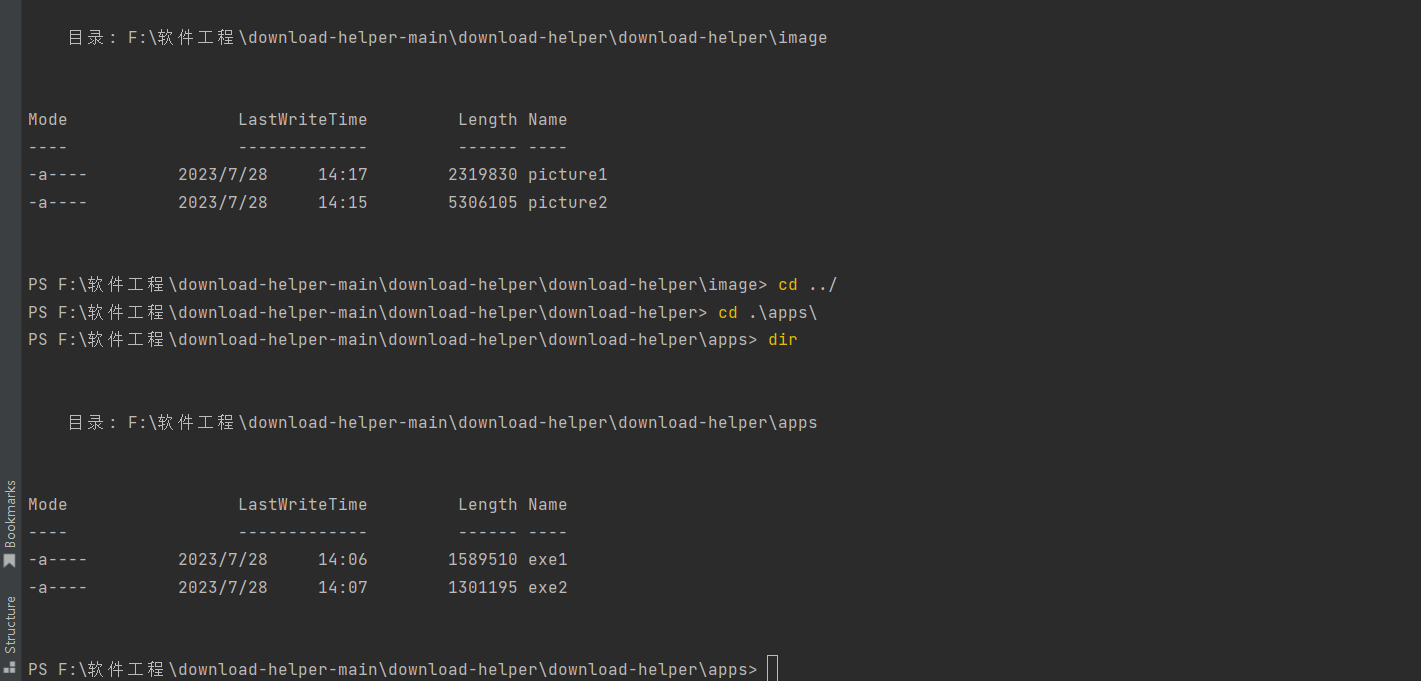 目录: F:\软件工程\download-helper-main\download-helper\download-helper\image
Mode                 LastWriteTime         Length Name
----                 -------------         ------ ----
-a----         2023/7/28     14:17        2319830 picture1
-a----         2023/7/28     14:15        5306105 picture2
PS F:\软件工程\download-helper-main\download-helper\download-helper\image> cd ../
PS F:\软件工程\download-helper-main\download-helper\download-helper> cd .\apps\
PS F:\软件工程\download-helper-main\download-helper\download-helper\apps> dir
目录: F:\软件工程\download-helper-main\download-helper\download-helper\apps
Mode                 LastWriteTime         Length Name
----                 -------------         ------ ----
-a----         2023/7/28     14:06        1589510 exe1
-a----         2023/7/28     14:07        1301195 exe2
PS F:\软件工程\download-helper-main\download-helper\download-helper\apps>
Bookmarks
Structure